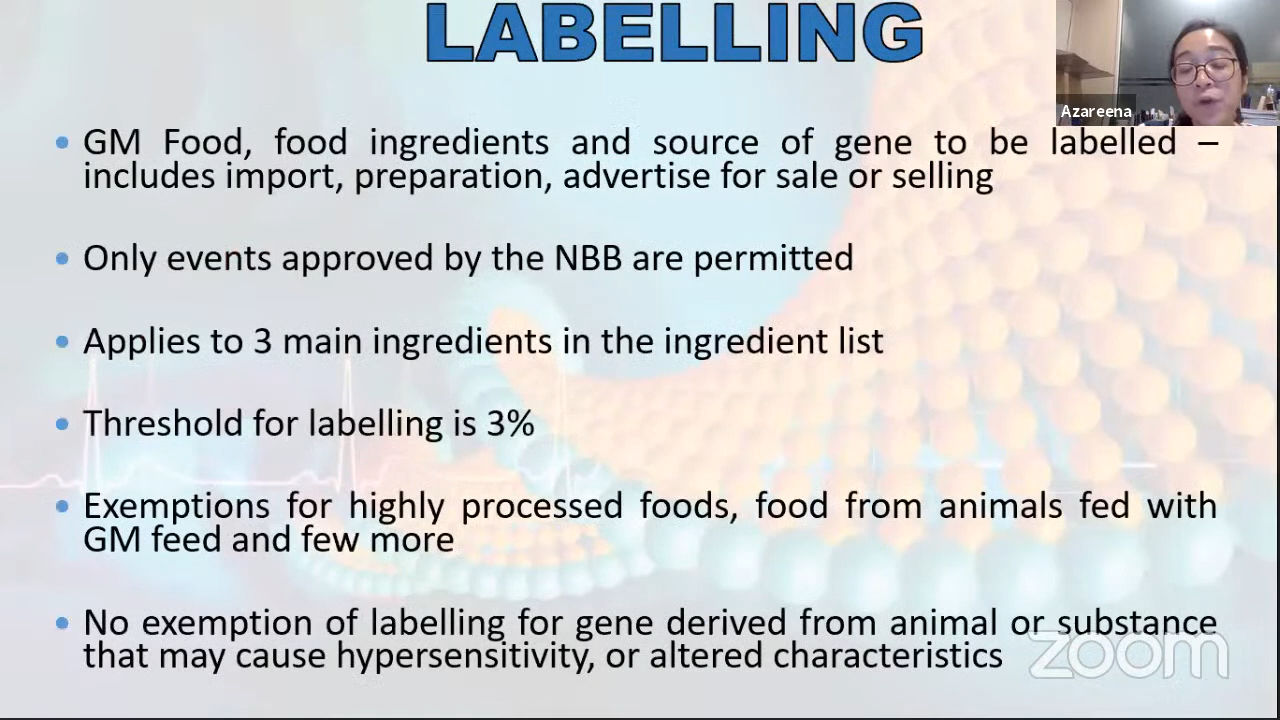 LABELLING
Azareena
• GM Food, food ingredients and source of gene to be labelled –
includes import, preparation, advertise for sale or selling
• Only events approved by the NBB are permitted
• Applies to 3 main ingredients in the ingredient list
• Threshold for labelling is 3%
• Exemptions for highly processed foods, food from animals fed with
GM feed and few more
• No exemption of labelling for gene derived from animal or substance
that may cause hypersensitivity, or altered characteristics
zoom